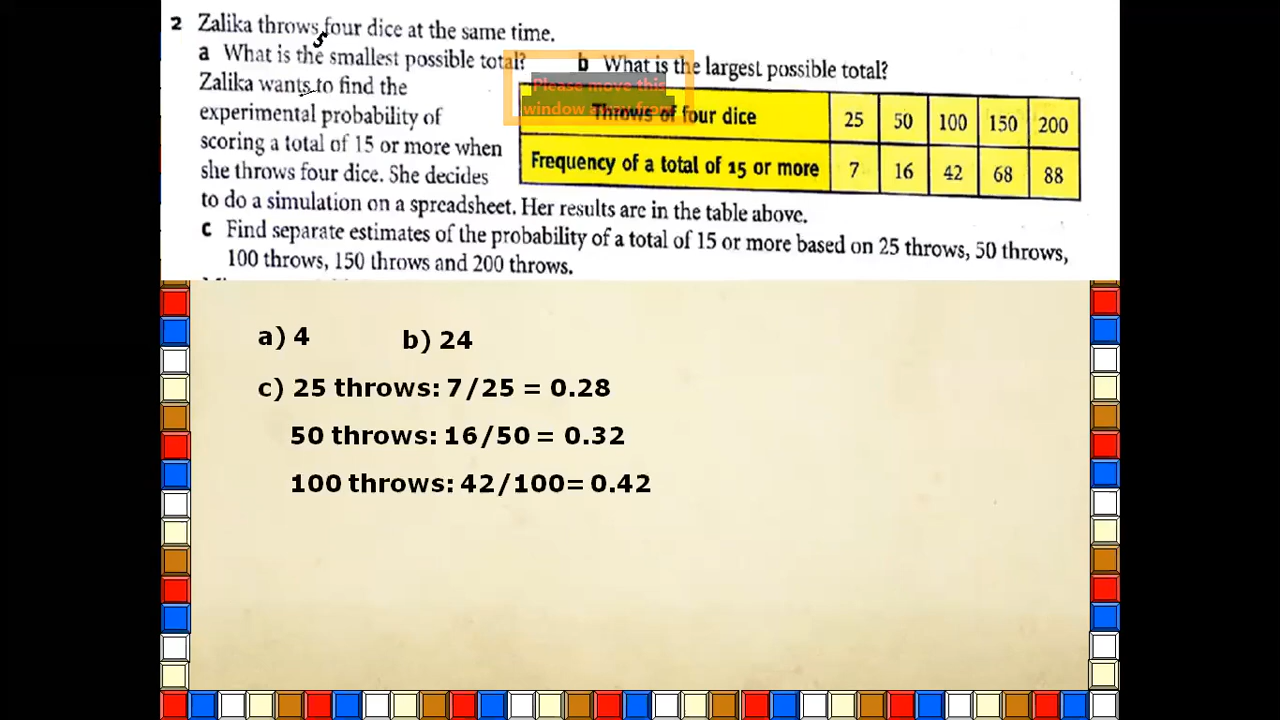 2 Zalika throws four dice at the same time.
a What is the smallest possible total? b What is the largest possible total?
Zalika wants to find the
experimental probability of
scoring a total of 15 or more when
she throws four dice. She decides
to do a simulation on a spreadsheet. Her results are in the table above.
Please move this
window away from
Throws of four dice 25 50 100 150 200
Frequency of a total of 15 or more 7 16 42 68 88
c Find separate estimates of the probability of a total of 15 or more based on 25 throws, 50 throws,
100 throws, 150 throws and 200 throws.
a) 4 b) 24
c) 25 throws: 7/25 = 0.28
50 throws: 16/50 = 0.32
100 throws: 42/100= 0.42